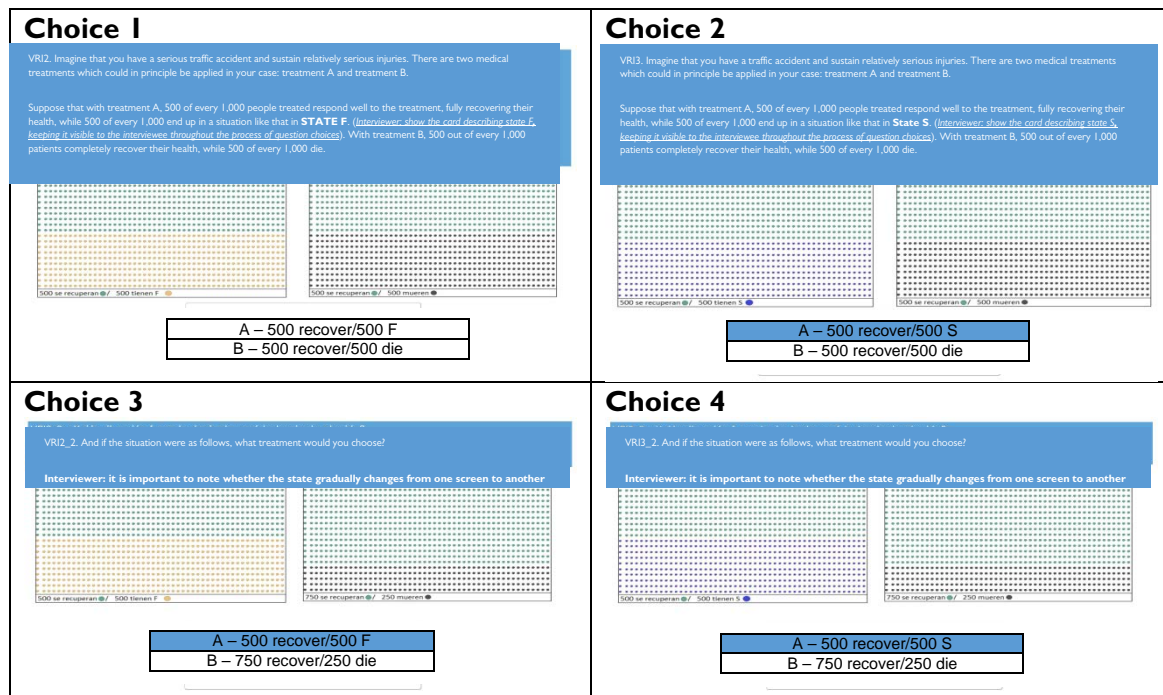 Choice 1
VRI2. Imagine that you have a serious traffic accident and sustain relatively serious injuries. There are two medical
treatments which could in principle be applied in your case: treatment A and treatment B.
Suppose that with treatment A, 500 of every 1,000 people treated respond well to the treatment, fully recovering their
health, while 500 of every 1,000 end up in a situation like that in STATE F. (Interviewer: show the card describing state F,
keeping it visible to the interviewee throughout the process of question choices). With treatment B, 500 out of every 1,000
patients completely recover their health, while 500 of every 1,000 die.
500 se recuperan / 500 tienen F
500 se recuperan / 500 mueren
A – 500 recover/500 F
B – 500 recover/500 die
Choice 2
VRI3. Imagine that you have a traffic accident and sustain relatively serious injuries. There are two medical treatments
which could in principle be applied in your case: treatment A and treatment B.
Suppose that with treatment A, 500 of every 1,000 people treated respond well to the treatment, fully recovering their
health, while 500 of every 1,000 end up in a situation like that in State S. (Interviewer: show the card describing state S,
keeping it visible to the interviewee throughout the process of question choices). With treatment B, 500 out of every 1,000
patients completely recover their health, while 500 of every 1,000 die.
500 se recuperan / 500 tienen S
500 se recuperan / 500 mueren
A – 500 recover/500 S
B – 500 recover/500 die
Choice 3
VRI2_2. And if the situation were as follows, what treatment would you choose?
Interviewer: it is important to note whether the state gradually changes from one screen to another
500 se recuperan / 500 tienen F
750 se recuperan / 250 mueren
A – 500 recover/500 F
B – 750 recover/250 die
Choice 4
VRI3_2. And if the situation were as follows, what treatment would you choose?
Interviewer: it is important to note whether the state gradually changes from one screen to another
500 se recuperan / 500 tienen S
750 se recuperan / 250 mueren
A – 500 recover/500 S
B – 750 recover/250 die